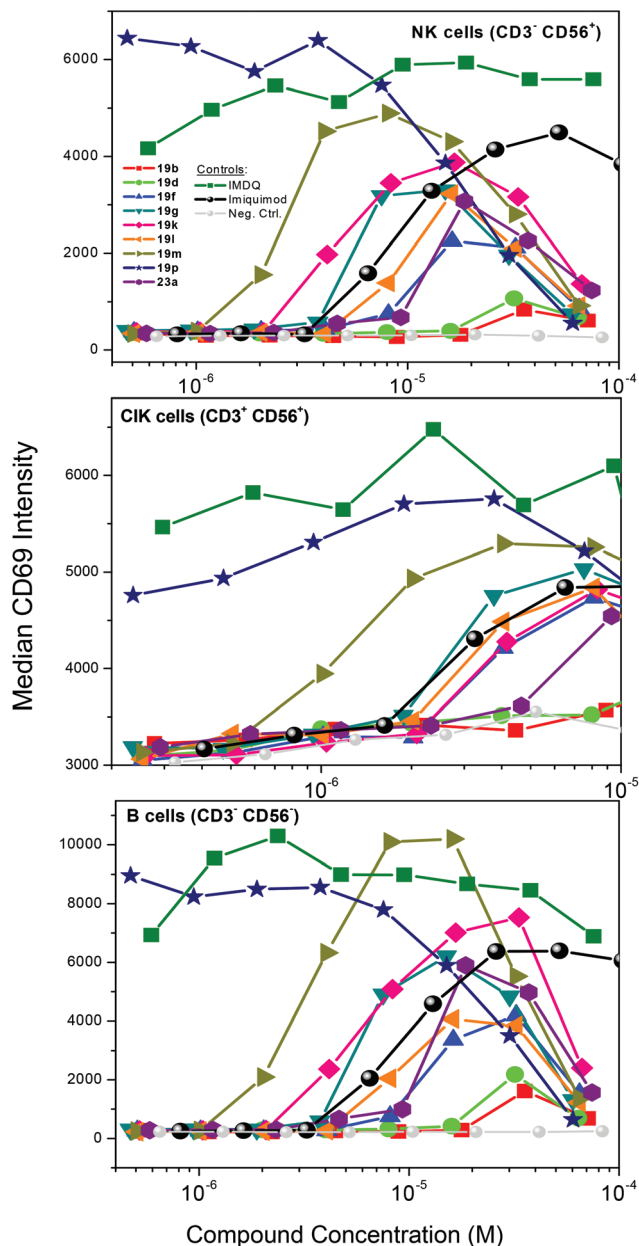 NK cells (CD3- CD56+)
6000
4000
2000
0
19b
19d
19f
19g
19k
19l
19m
19p
23a
Controls:
IMDQ
Imiquimod
Neg. Ctrl.
10-6
10-5
10-4
CIK cells (CD3+ CD56+)
6000
5000
4000
3000
10-6
10-5
Median CD69 Intensity
B cells (CD3- CD56-)
10000
8000
6000
4000
2000
0
10-6
10-5
10-4
Compound Concentration (M)